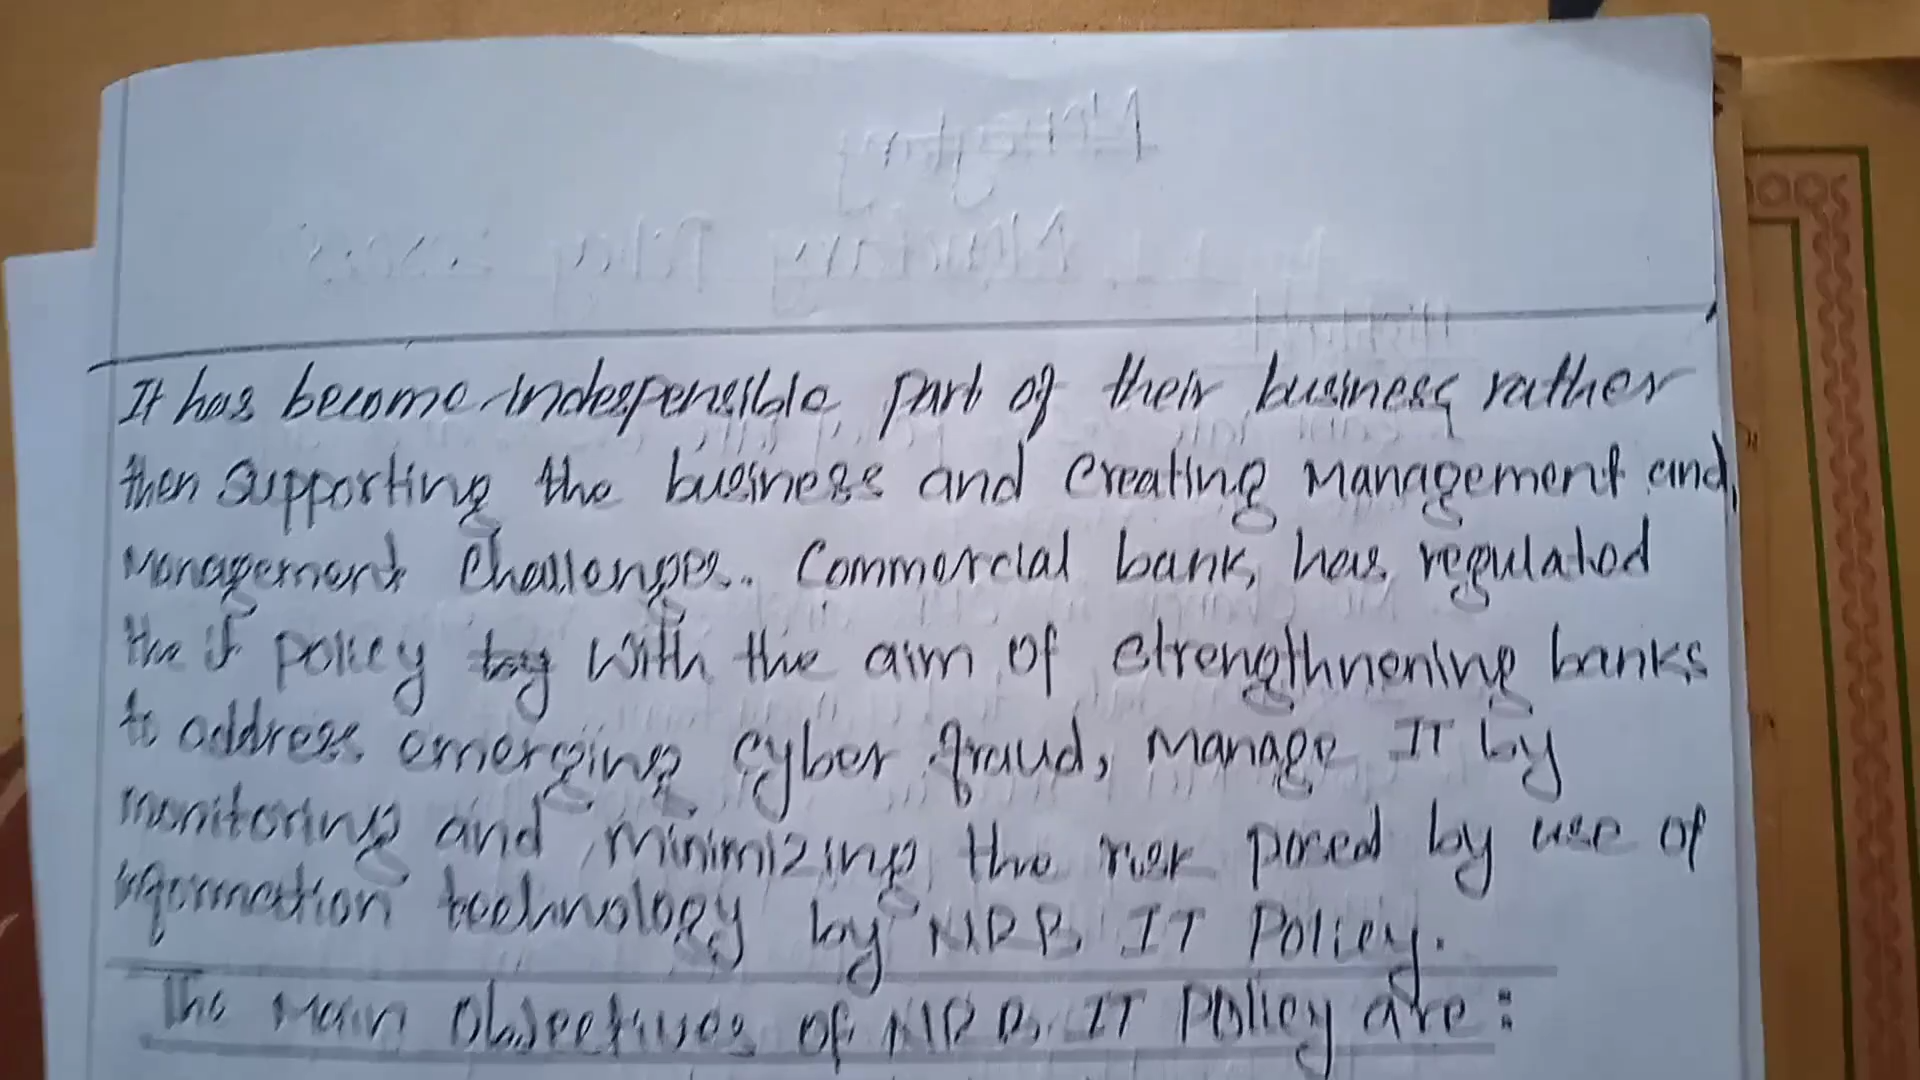 It has become indespensible part of their business rather
then supporting the business and creating management and
management challenges. Commercial bank has regulated
the policy with the aim of strengthnening banks
to address emerging cyber fraud, manage IT by
monitoring and minimizing the risk posed by use of
information technology by NRB IT Policy.
The main objectives of NRB IT Policy are: